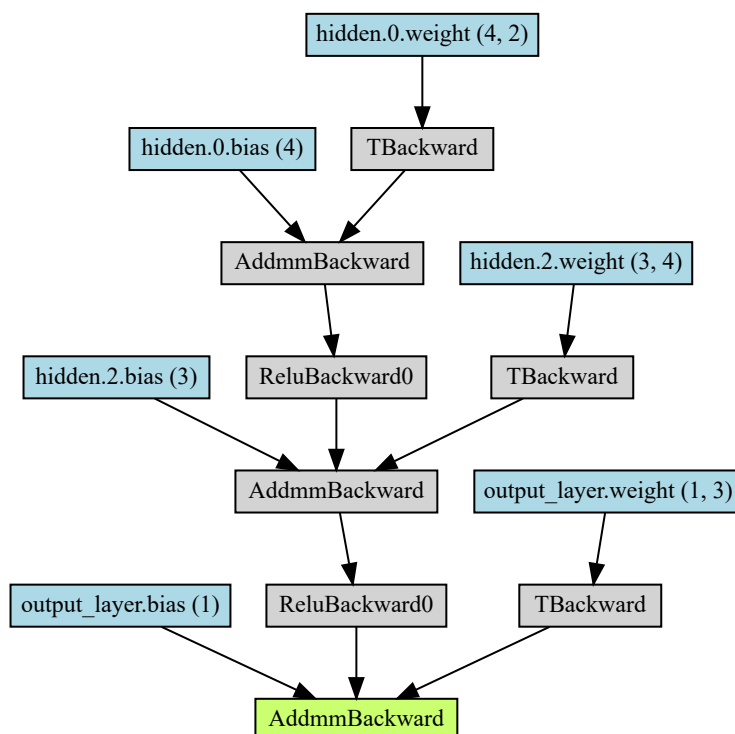 hidden.0.weight (4, 2)
hidden.0.bias (4)
TBackward
AddmmBackward
hidden.2.weight (3, 4)
hidden.2.bias (3)
ReluBackward0
TBackward
AddmmBackward
output_layer.weight (1, 3)
output_layer.bias (1)
ReluBackward0
TBackward
AddmmBackward